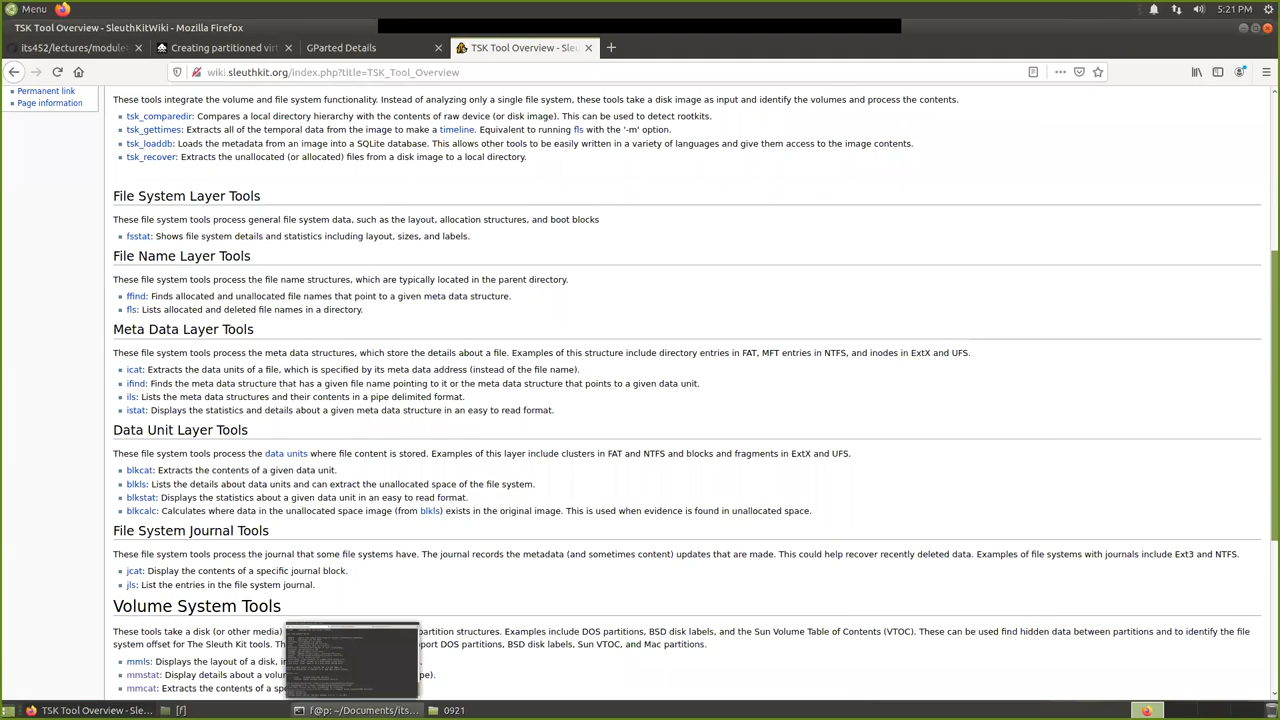 Menu
5:21 PM
TSK Tool Overview - SleuthKitWiki - Mozilla Firefox
its452/lectures/module
Creating partitioned virt
GParted Details
TSK Tool Overview - Sle
wiki.sleuthkit.org/index.php?title=TSK_Tool_Overview
Permanent link
Page information
These tools integrate the volume and file system functionality. Instead of analyzing only a single file system, these tools take a disk image as input and identify the volumes and process the contents.
tsk_comparedir: Compares a local directory hierarchy with the contents of raw device (or disk image). This can be used to detect rootkits.
tsk_gettimes: Extracts all of the temporal data from the image to make a timeline. Equivalent to running fls with the '-m' option.
tsk_loaddb: Loads the metadata from an image into a SQLite database. This allows other tools to be easily written in a variety of languages and give them access to the image contents.
tsk_recover: Extracts the unallocated (or allocated) files from a disk image to a local directory.
File System Layer Tools
These file system tools process general file system data, such as the layout, allocation structures, and boot blocks
fsstat: Shows file system details and statistics including layout, sizes, and labels.
File Name Layer Tools
These file system tools process the file name structures, which are typically located in the parent directory.
ffind: Finds allocated and unallocated file names that point to a given meta data structure.
fls: Lists allocated and deleted file names in a directory.
Meta Data Layer Tools
These file system tools process the meta data structures, which store the details about a file. Examples of this structure include directory entries in FAT, MFT entries in NTFS, and inodes in ExtX and UFS.
icat: Extracts the data units of a file, which is specified by its meta data address (instead of the file name).
ifind: Finds the meta data structure that has a given file name pointing to it or the meta data structure that points to a given data unit.
ils: Lists the meta data structures and their contents in a pipe delimited format.
istat: Displays the statistics and details about a given meta data structure in an easy to read format.
Data Unit Layer Tools
These file system tools process the data units where file content is stored. Examples of this layer include clusters in FAT and NTFS and blocks and fragments in ExtX and UFS.
blkcat: Extracts the contents of a given data unit.
blkls: Lists the details about data units and can extract the unallocated space of the file system.
blkstat: Displays the statistics about a given data unit in an easy to read format.
blkcalc: Calculates where data in the unallocated space image (from blkls) exists in the original image. This is used when evidence is found in unallocated space.
File System Journal Tools
These file system tools process the journal that some file systems have. The journal records the metadata (and sometimes content) updates that are made. This could help recover recently deleted data. Examples of file systems with journals include Ext3 and NTFS.
jcat: Display the contents of a specific journal block.
jls: List the entries in the file system journal.
Volume System Tools
These tools take a disk (or other media) partition structures. Examples include DOS partitions, BSD disk labels, and Sun Volume Table of Contents (VTOC). These can be used find hidden data between partitions and to identify the
file system offset for The SleuthKit tools. port DOS partitions, BSD disk labels, Sun VTOC, and Mac partitions.
mmls: Displays the layout of a disk,
mmstat: Display details about a volu pe).
mmcat: Extracts the contents of a sp
TSK Tool Overview - Sle...
[f]
f@p: ~/Documents/its...
0921